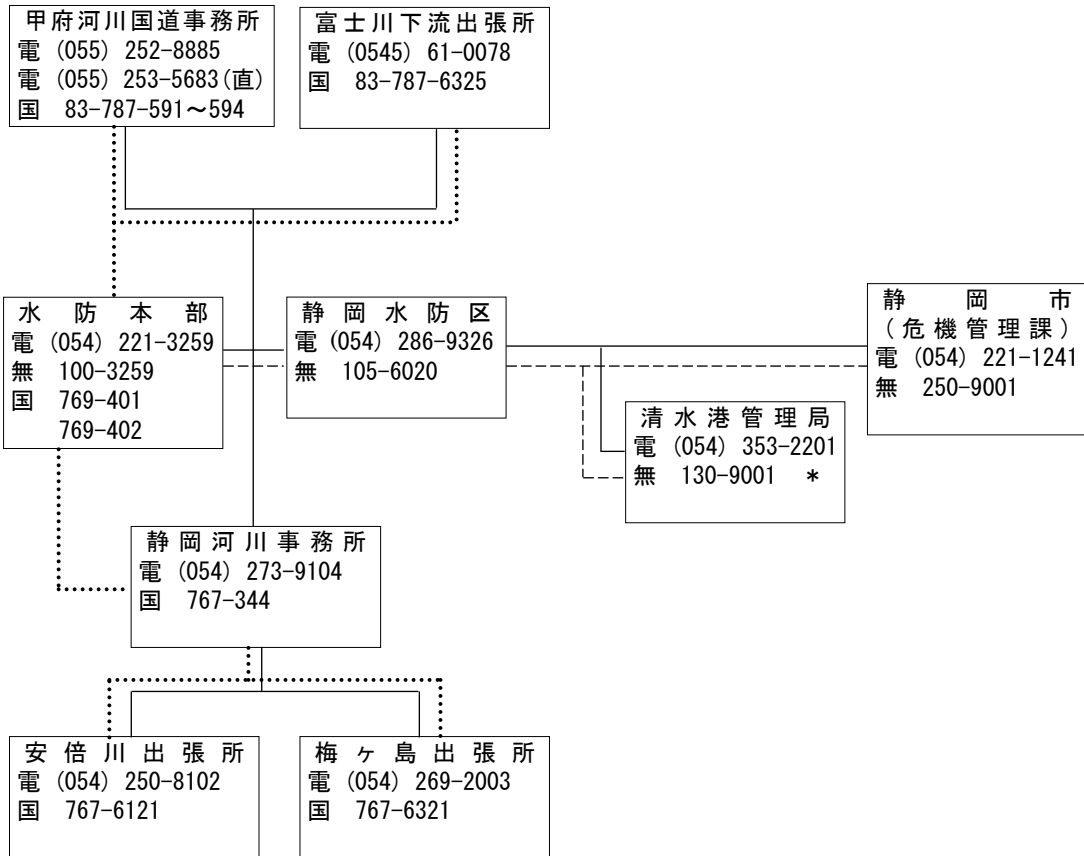 甲府河川国道事務所
電 (055) 252-8885
電 (055) 253-5683(直)
国 83-787-591～594
富士川下流出張所
電 (0545) 61-0078
国 83-787-6325
水防本部
電 (054) 221-3259
無 100-3259
国 769-401
769-402
静岡水防区
電 (054) 286-9326
無 105-6020
静岡市
(危機管理課)
電 (054) 221-1241
無 250-9001
清水港管理局
電 (054) 353-2201
無 130-9001 *
静岡河川事務所
電 (054) 273-9104
国 767-344
安倍川出張所
電 (054) 250-8102
国 767-6121
梅ヶ島出張所
電 (054) 269-2003
国 767-6321